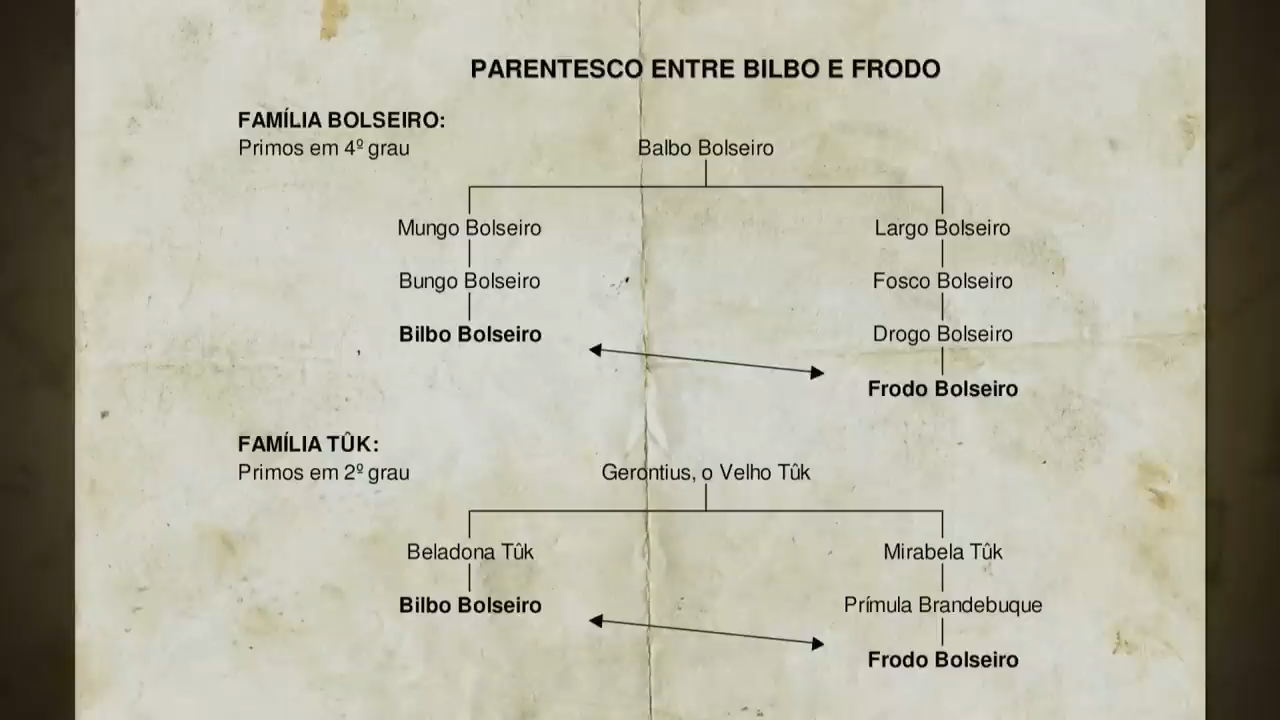 PARENTESCO ENTRE BILBO E FRODO
FAMÍLIA BOLSEIRO:
Primos em 4º grau
Balbo Bolseiro
Mungo Bolseiro
Largo Bolseiro
Bungo Bolseiro
Fosco Bolseiro
Bilbo Bolseiro
Drogo Bolseiro
Frodo Bolseiro
FAMÍLIA TÛK:
Primos em 2º grau
Gerontius, o Velho Tûk
Beladona Tûk
Mirabela Tûk
Bilbo Bolseiro
Prímula Brandebuque
Frodo Bolseiro